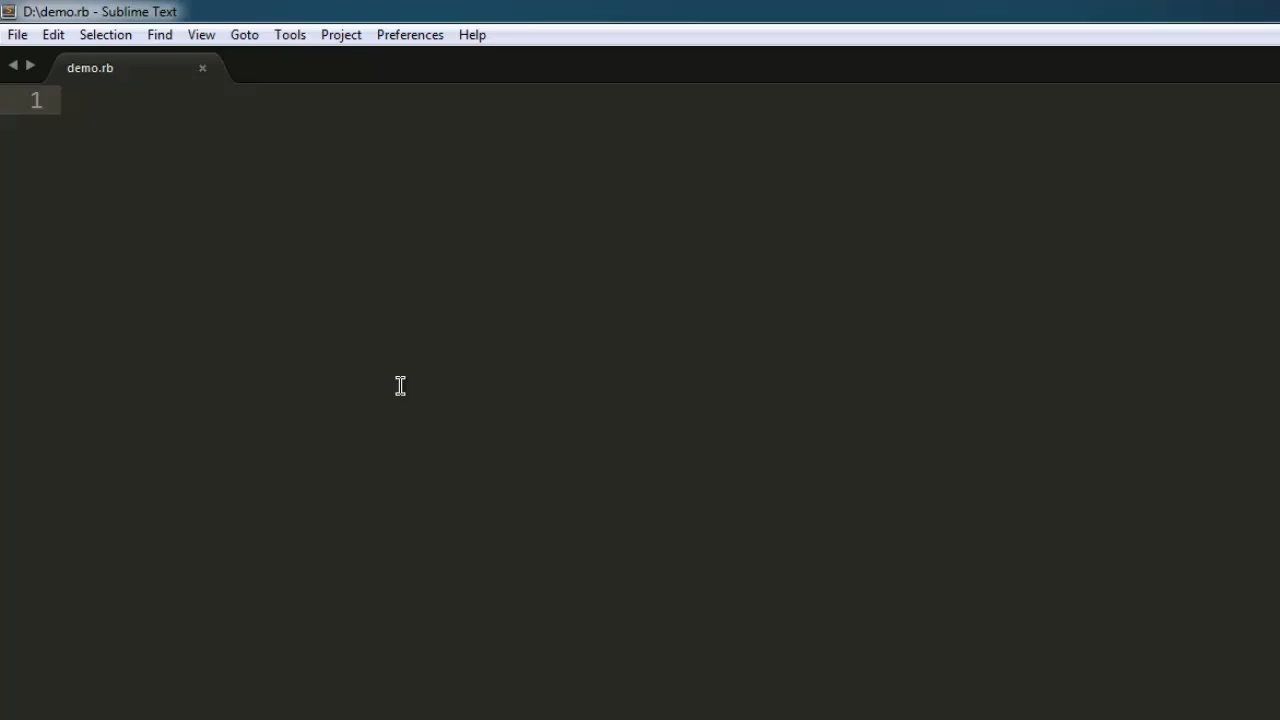 D:\demo.rb - Sublime Text
File Edit Selection Find View Goto Tools Project Preferences Help
demo.rb
1